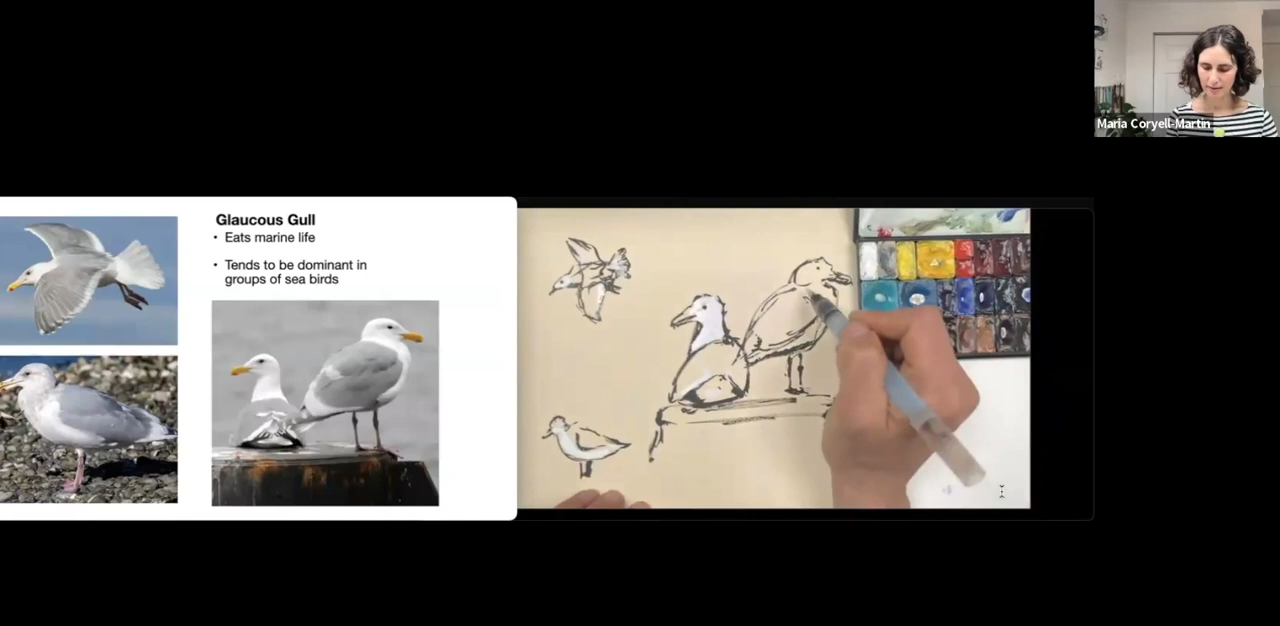 Maria Coryell-Martin
Glaucous Gull
• Eats marine life
• Tends to be dominant in
groups of sea birds